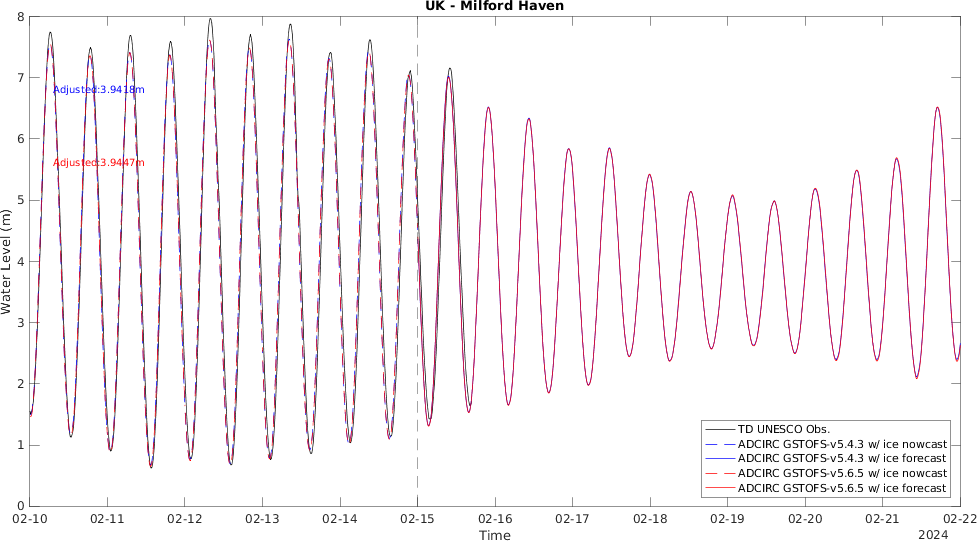 UK - Milford Haven
8
7
6
5
4
3
2
1
0
Water Level (m)
Adjusted:3.9418m
Adjusted:3.9447m
TD UNESCO Obs.
ADCIRC GSTOFS-v5.4.3 w/ ice nowcast
ADCIRC GSTOFS-v5.4.3 w/ ice forecast
ADCIRC GSTOFS-v5.6.5 w/ ice nowcast
ADCIRC GSTOFS-v5.6.5 w/ ice forecast
02-10 02-11 02-12 02-13 02-14 02-15 02-16 02-17 02-18 02-19 02-20 02-21 02-22
Time
2024